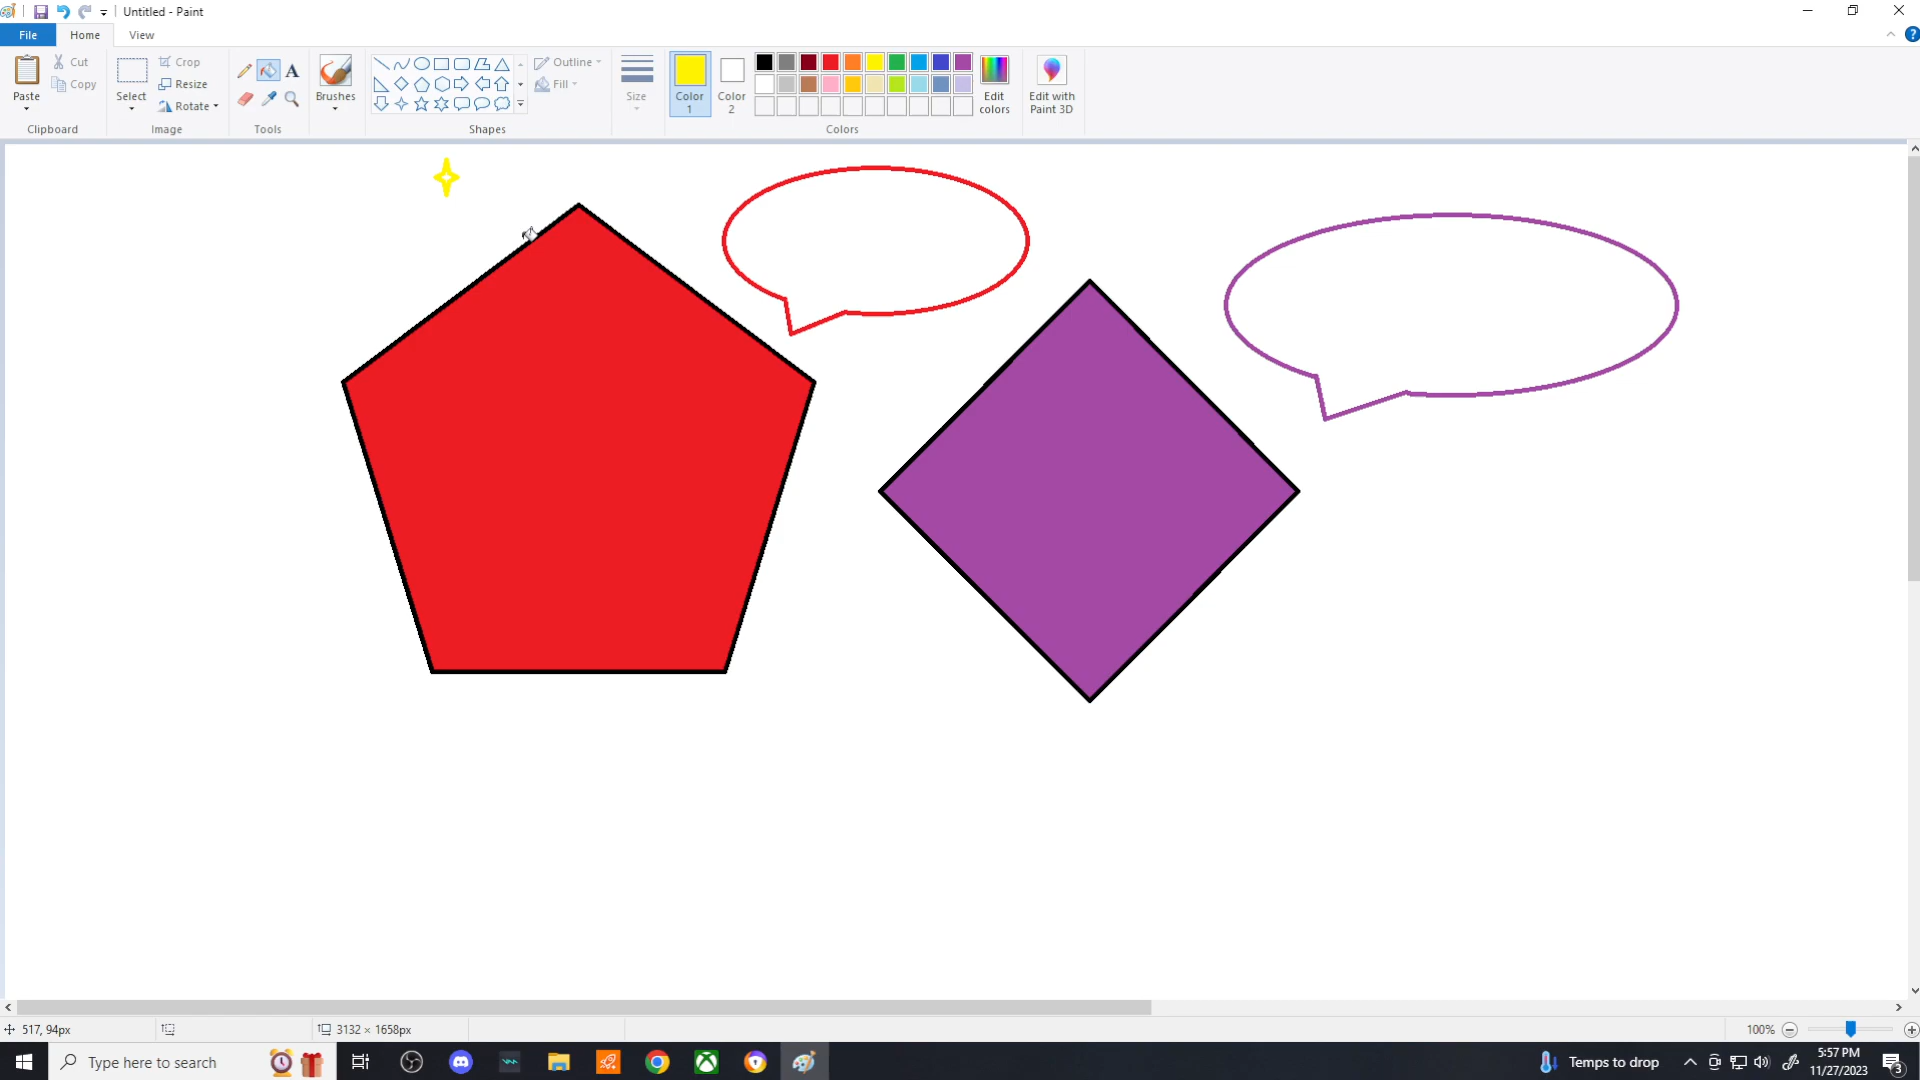 Untitled - Paint
File
Home
View
Paste
Cut
Copy
Clipboard
Select
Crop
Resize
Rotate
Image
A
Tools
Brushes
Outline
Fill
Shapes
Size
Color 1
Color 2
Edit colors
Colors
Edit with Paint 3D
?
517, 94px
3132 × 1658px
100%
Type here to search
Temps to drop
5:57 PM
11/27/2023
3